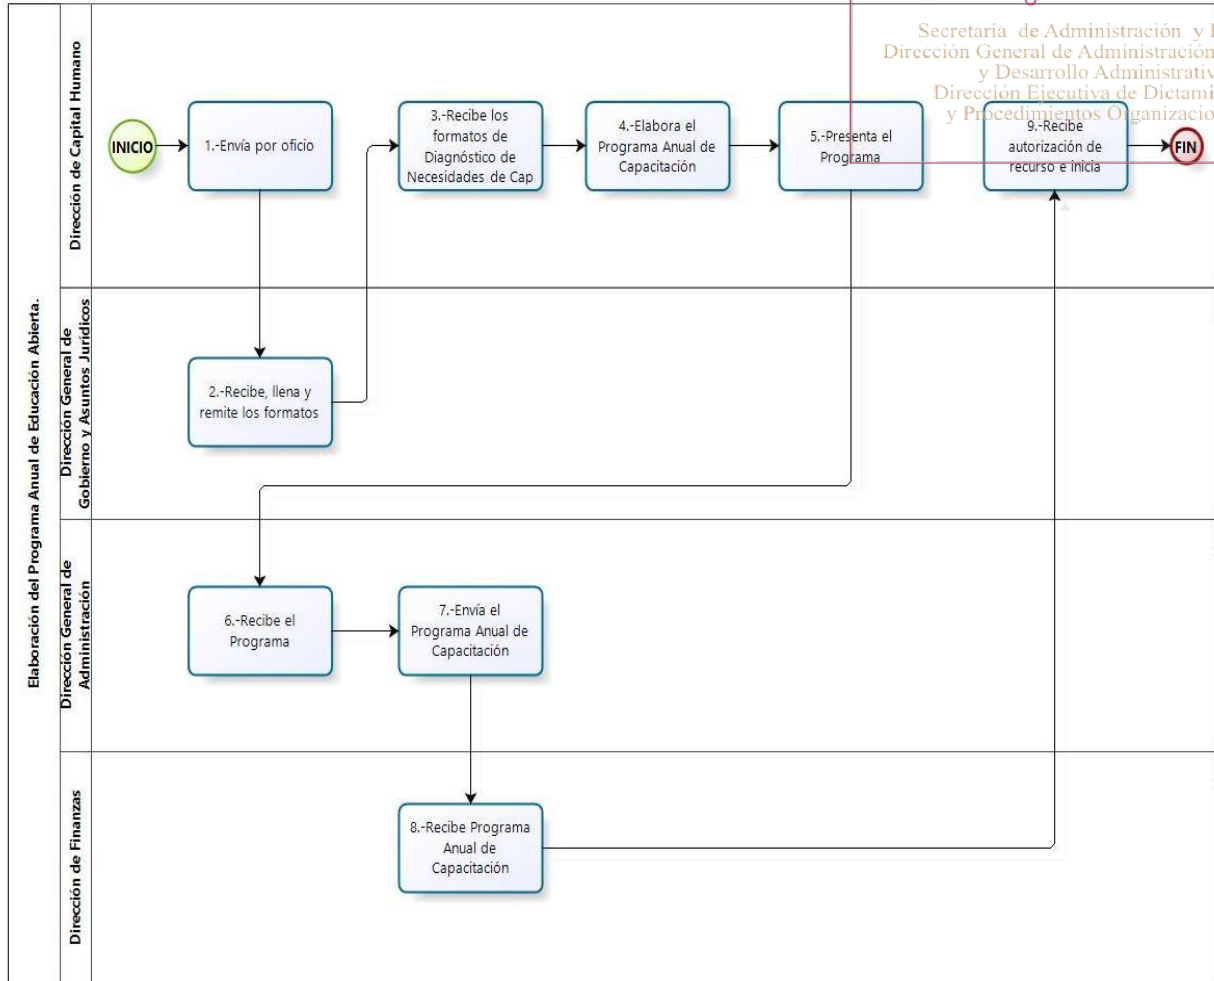 Secretaría de Administración y
Dirección General de Administración
y Desarrollo Administrativ
Dirección Ejecutiva de Dictami
y Procedimientos Organizacio
Elaboración del Programa Anual de Educación Abierta.
Dirección de Capital Humano
INICIO
1.-Envía por oficio
3.-Recibe los
formatos de
Diagnóstico de
Necesidades de Cap
4.-Elabora el
Programa Anual de
Capacitación
5.-Presenta el
Programa
9.-Recibe
autorización de
recurso e inicia
FIN
Dirección General de
Gobierno y Asuntos Jurídicos
2.-Recibe, llena y
remite los formatos
Dirección General de
Administración
6.-Recibe el
Programa
7.-Envía el
Programa Anual de
Capacitación
Dirección de Finanzas
8.-Recibe Programa
Anual de
Capacitación